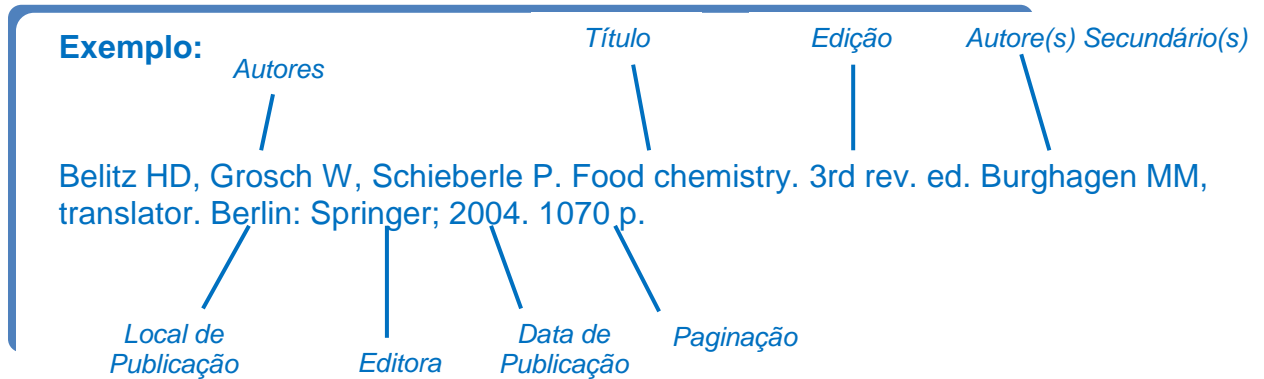 Exemplo:
Autores
Título
Edição
Autore(s) Secundário(s)
Belitz HD, Grosch W, Schieberle P. Food chemistry. 3rd rev. ed. Burghagen MM,
translator. Berlin: Springer; 2004. 1070 p.
Local de
Publicação
Editora
Data de
Publicação
Paginação